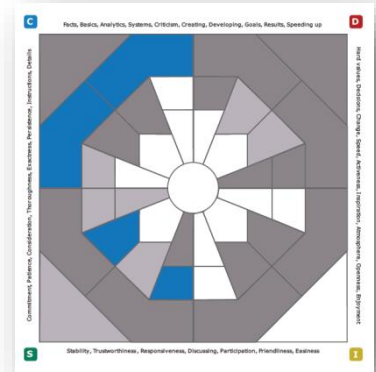 C
Facts, Basics, Analytics, Systems, Criticism, Creating, Developing, Goals, Results, Speeding up
D
Commitment, Patience, Consideration, Thoroughness, Exactness, Persistence, Instructions, Details
Hard values, Decisions, Change, Speed, Activeness, Inspiration, Atmosphere, Openness, Enjoyment
S
Stability, Trustworthiness, Responsiveness, Discussing, Participation, Friendliness, Easiness
I